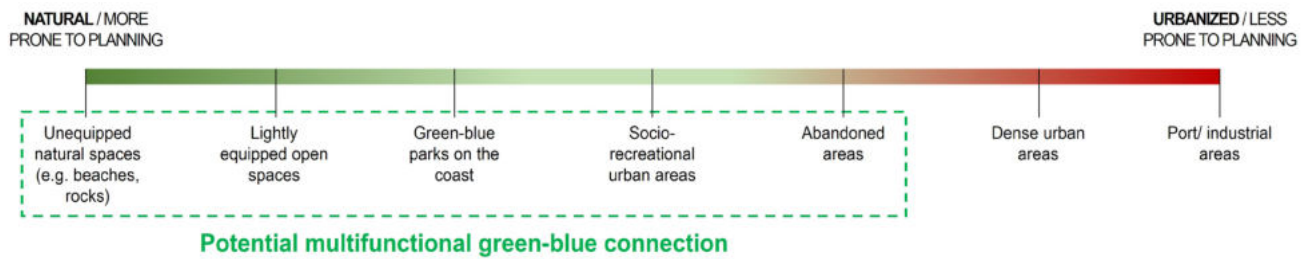 NATURAL / MORE
PRONE TO PLANNING
URBANIZED / LESS
PRONE TO PLANNING
Unequipped
natural spaces
(e.g. beaches,
rocks)
Lightly
equipped open
spaces
Green-blue
parks on the
coast
Socio-
recreational
urban areas
Abandoned
areas
Dense urban
areas
Port/ industrial
areas
Potential multifunctional green-blue connection